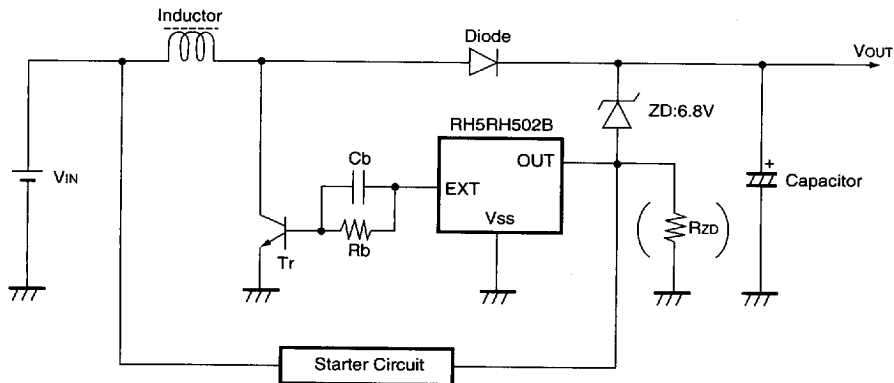 Inductor
Diode
VOUT
RH5RH502B
ZD:6.8V
Cb
OUT
EXT
VIN
+
Capacitor
Vss
RZD
Rb
Tr
Starter Circuit